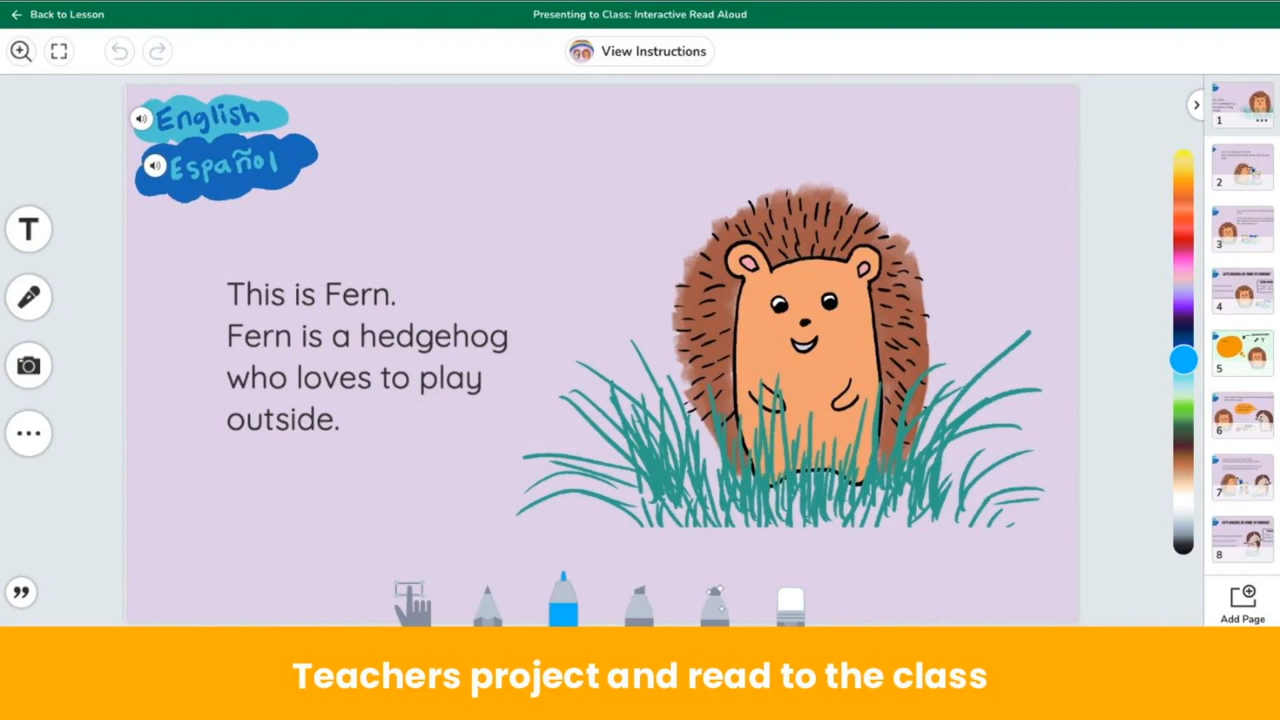 Back to Lesson
Presenting to Class: Interactive Read Aloud
View Instructions
English
Español
This is Fern.
Fern is a hedgehog
who loves to play
outside.
T
1
2
3
4
5
6
7
8
Add Page
Teachers project and read to the class